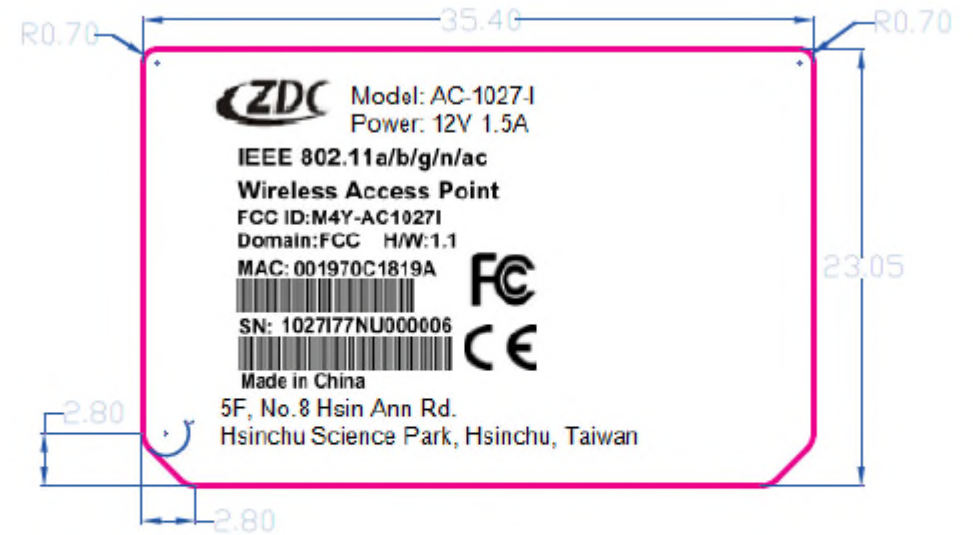 35.40
R0.70
R0.70
ZDC
Model: AC-1027-I
Power: 12V 1.5A
IEEE 802.11a/b/g/n/ac
Wireless Access Point
FCC ID:M4Y-AC1027I
Domain:FCC H/W:1.1
MAC: 001970C1819A
FC
23.05
SN: 1027I77NU000006
CE
Made in China
5F, No.8 Hsin Ann Rd.
2.80
Hsinchu Science Park, Hsinchu, Taiwan
2.80